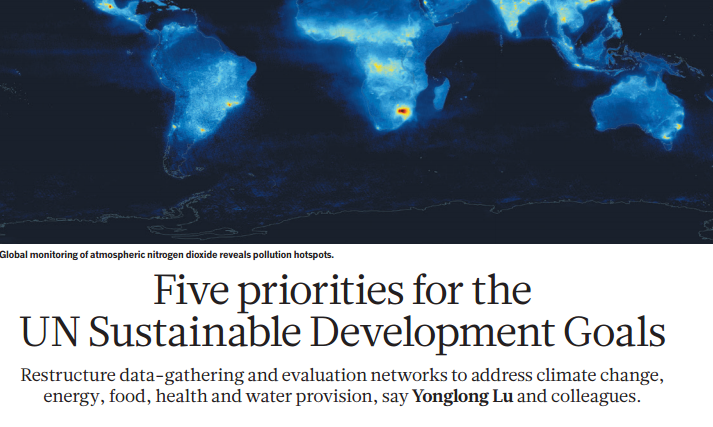 Global monitoring of atmospheric nitrogen dioxide reveals pollution hotspots.
Five priorities for the
UN Sustainable Development Goals
Restructure data-gathering and evaluation networks to address climate change,
energy, food, health and water provision, say Yonglong Lu and colleagues.